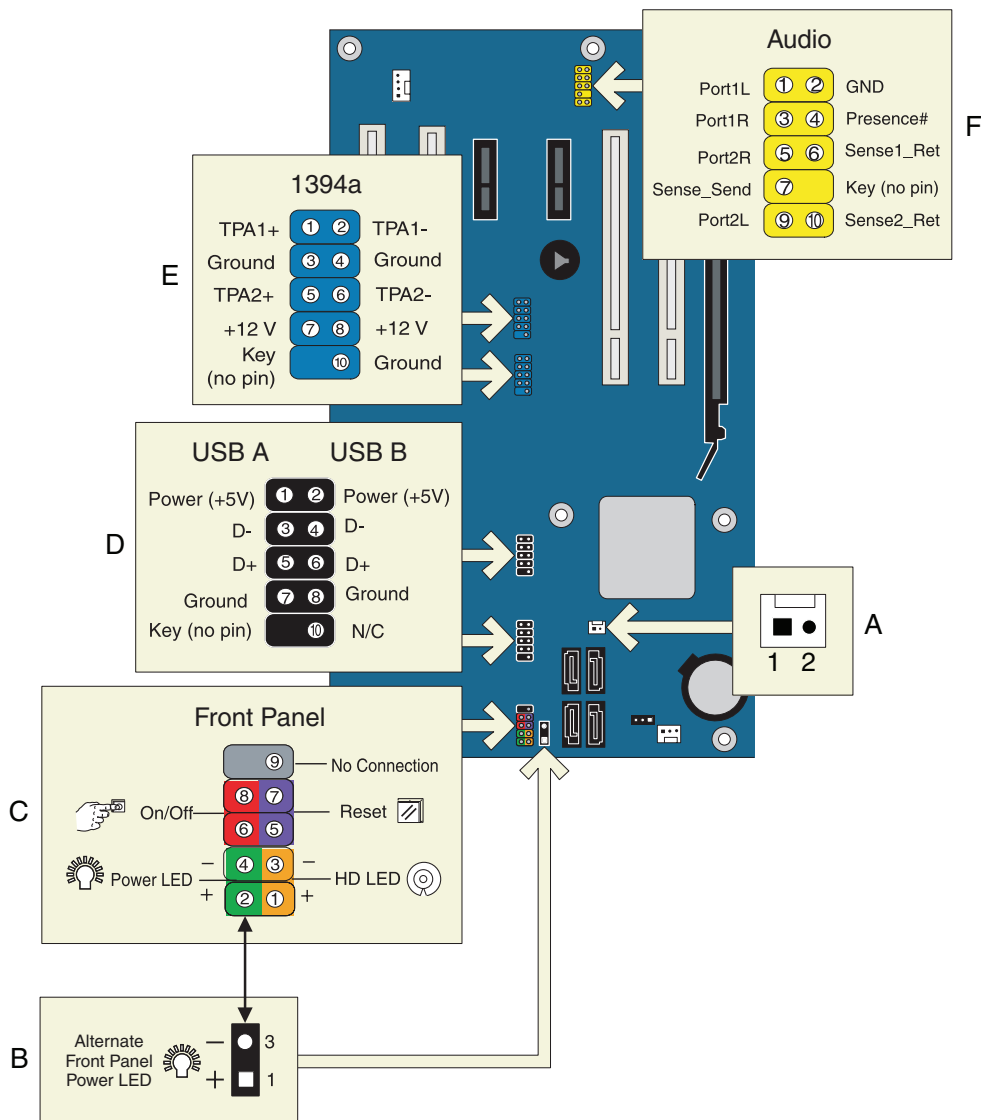 Audio
Port1L 1 2 GND
Port1R 3 4 Presence#
Port2R 5 6 Sense1_Ret
Sense_Send 7 Key (no pin)
Port2L 9 10 Sense2_Ret
F
1394a
TPA1+ 1 2 TPA1-
Ground 3 4 Ground
TPA2+ 5 6 TPA2-
+12 V 7 8 +12 V
Key
(no pin) 10 Ground
E
USB A USB B
Power (+5V) 1 2 Power (+5V)
D- 3 4 D-
D+ 5 6 D+
Ground 7 8 Ground
Key (no pin) 10 N/C
D
A
1 2
Front Panel
9 No Connection
8 7
On/Off Reset
6 5
- 4 3 -
Power LED HD LED
+ 2 1 +
C
B
Alternate
Front Panel
Power LED
- 3
+ 1